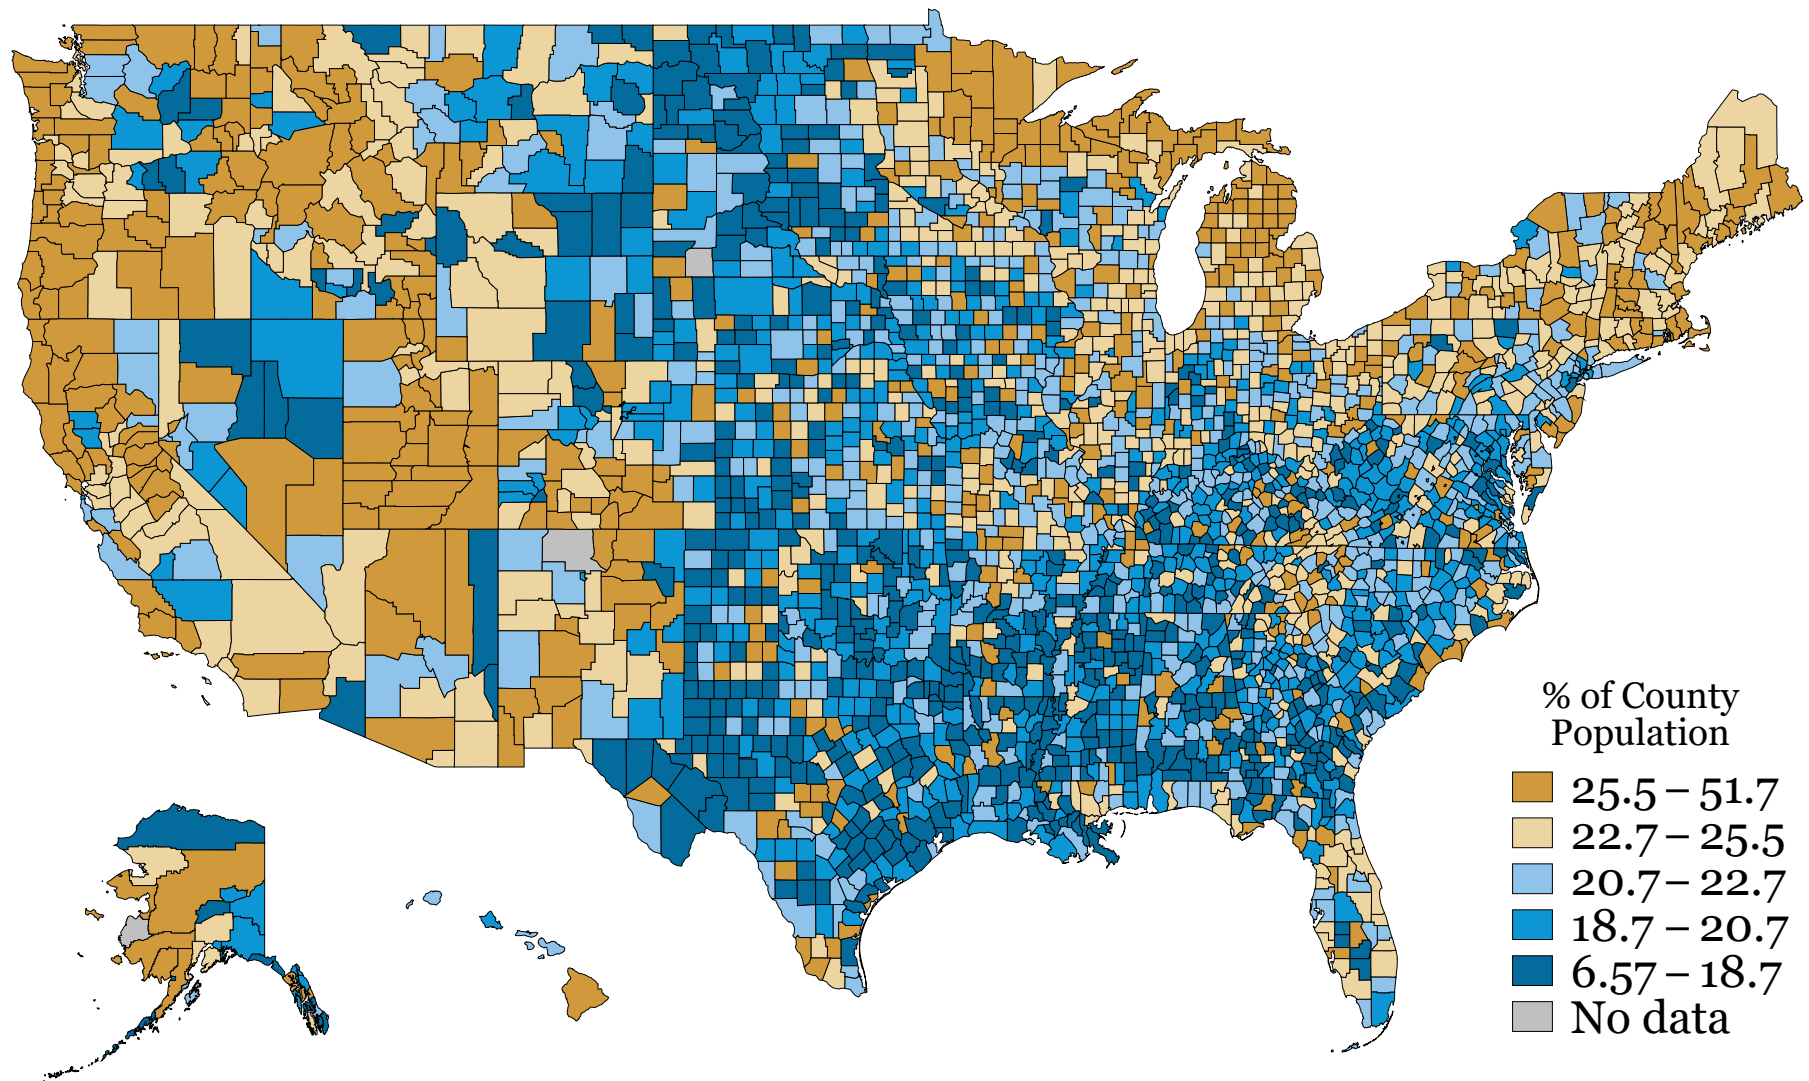 % of County
Population
25.5 – 51.7
22.7 – 25.5
20.7 – 22.7
18.7 – 20.7
6.57 – 18.7
No data